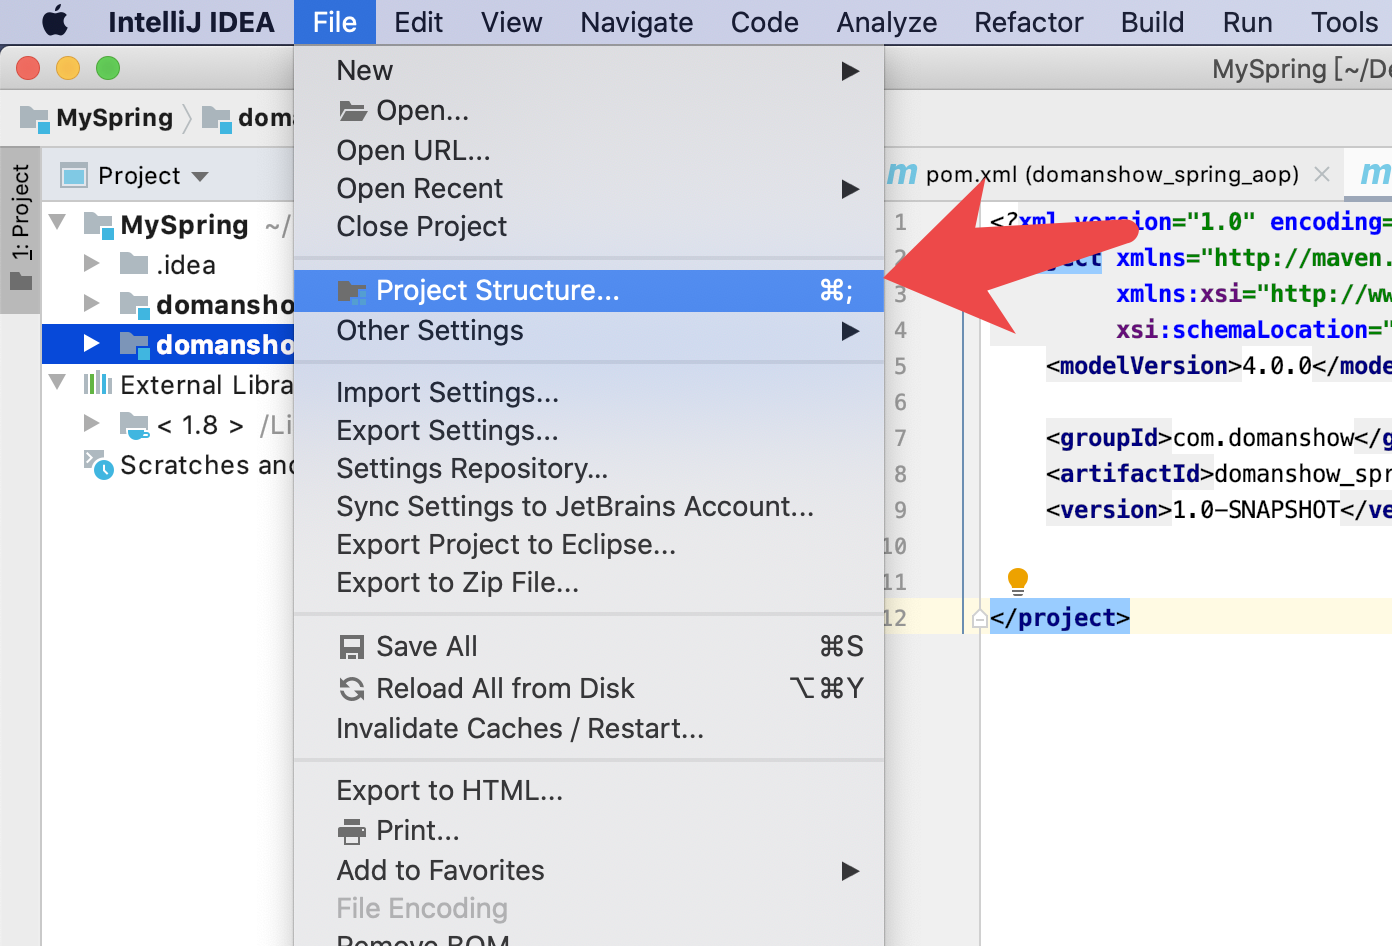 IntelliJ IDEA File Edit View Navigate Code Analyze Refactor Build Run Tools
MySpring [~/De
MySpring doma
1: Project
Project
MySpring ~/
.idea
domansho
domansho
External Libra
< 1.8 > /Li
Scratches and
New
Open...
Open URL...
Open Recent
Close Project
Project Structure... ⌘;
Other Settings
Import Settings...
Export Settings...
Settings Repository...
Sync Settings to JetBrains Account...
Export Project to Eclipse...
Export to Zip File...
Save All ⌘S
Reload All from Disk ⌥⌘Y
Invalidate Caches / Restart...
Export to HTML...
Print...
Add to Favorites
File Encoding
Remove BOM
m pom.xml (domanshow_spring_aop) × m
1 <?xml version="1.0" encoding=
2 xmlns="http://maven.
3 xmlns:xsi="http://ww
4 xsi:schemaLocation="
5 <modelVersion>4.0.0</mode
6
7 <groupId>com.domanshow</g
8 <artifactId>domanshow_spr
9 <version>1.0-SNAPSHOT</ve
10
11
12 </project>